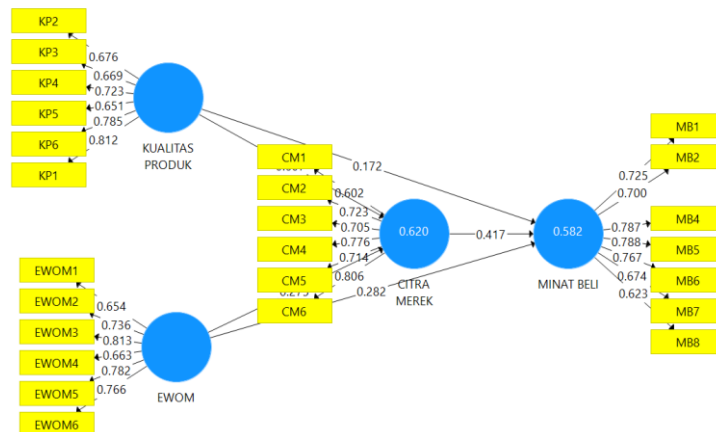 KP2
KP3
KP4
KP5
KP6
KP1
0.676
0.669
0.723
0.651
0.785
0.812
KUALITAS
PRODUK
EWOM1
EWOM2
EWOM3
EWOM4
EWOM5
EWOM6
0.654
0.736
0.813
0.663
0.782
0.766
EWOM
CM1
CM2
CM3
CM4
CM5
CM6
0.602
0.723
0.705
0.776
0.714
0.806
0.620
CITRA
MEREK
0.172
0.417
0.282
0.582
MINAT BELI
MB1
MB2
MB4
MB5
MB6
MB7
MB8
0.725
0.700
0.787
0.788
0.767
0.674
0.623